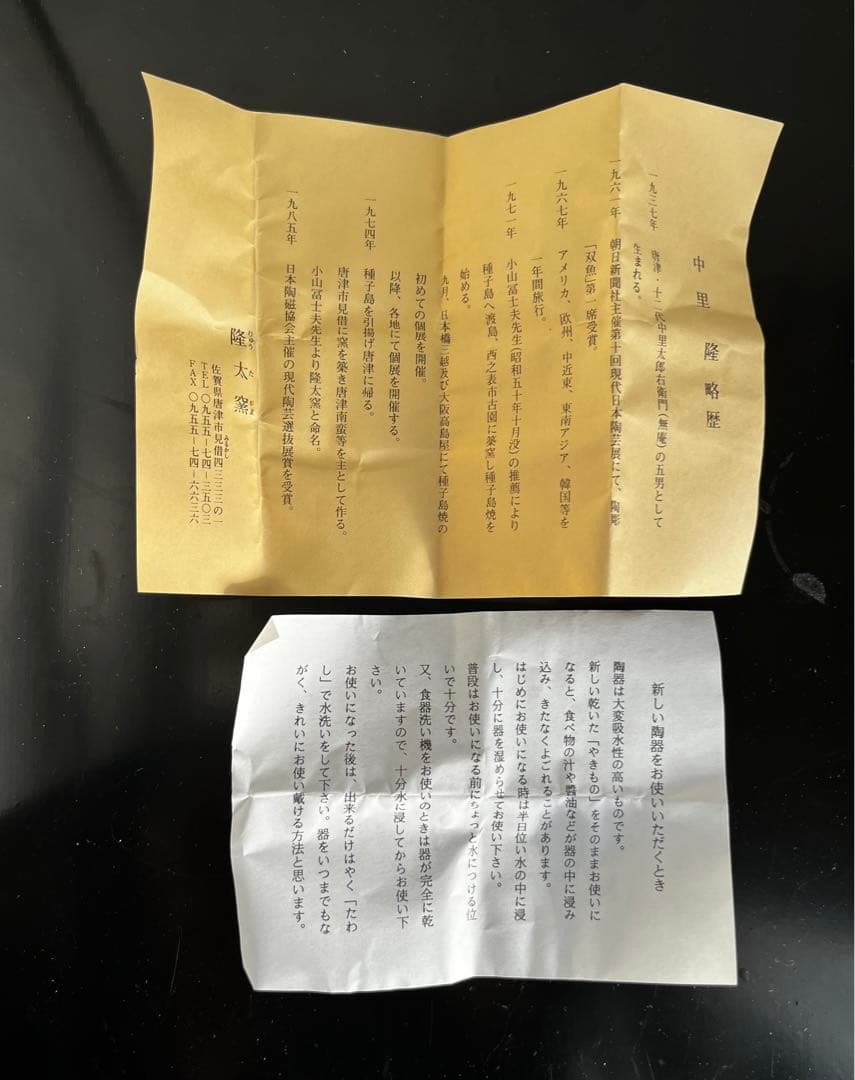 中里隆略歴
一九三七年 唐津・十二代中里太郎右衛門(無庵)の五男として
生まれる。
一九六一年 朝日新聞社主催第十回現代日本陶芸展にて、陶彫
「双魚」第一席受賞。
一九六七年 アメリカ、欧州、中近東、東南アジア、韓国等を
一年間旅行。
一九七一年 小山冨士夫先生(昭和五十年十月没)の推薦により
種子島へ渡島、西之表市古園に築窯し種子島焼を
始める。
九月、日本橋三越及び大阪高島屋にて種子島焼の
初めての個展を開催。
以降、各地にて個展を開催する。
一九七四年 種子島を引揚げ唐津に帰る。
唐津市見借に窯を築き唐津南蛮等を主として作る。
小山冨士夫先生より隆太窯と命名。
一九八五年 日本陶磁協会主催の現代陶芸選抜展賞を受賞。
隆太窯
りゅうたがま
佐賀県唐津市見借四三三三の一
みるかし
TEL〇九五五-七四-三五〇三
FAX〇九五五-七四-六六三六
新しい陶器をお使いいただくとき
陶器は大変吸水性の高いものです。
新しい乾いた「やきもの」をそのままお使いに
なると、食べ物の汁や醬油などが器の中に浸み
込み、きたなくよごれることがあります。
はじめにお使いになる時は半日位い水の中に浸
し、十分に器を湿めらせてお使い下さい。
普段はお使いになる前にちょっと水につける位
いで十分です。
又、食器洗い機をお使いのときは器が完全に乾
いていますので、十分水に浸してからお使い下
さい。
お使いになった後は、出来るだけはやく「たわ
し」で水洗いをして下さい。器をいつまでもな
がく、きれいにお使い戴ける方法と思います。